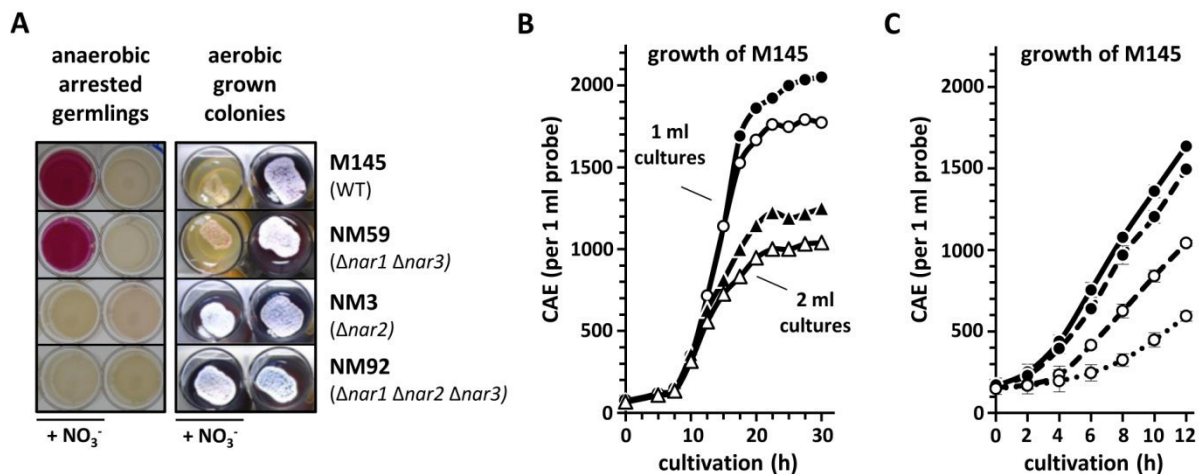 A
anaerobic
arrested
germlings
aerobic
grown
colonies
M145
(WT)
NM59
(Δnar1 Δnar3)
NM3
(Δnar2)
NM92
(Δnar1 Δnar2 Δnar3)
+ NO₃⁻
+ NO₃⁻
B
growth of M145
CAE (per 1 ml probe)
2000
1500
1000
500
0
1 ml
cultures
2 ml
cultures
0
10
20
30
cultivation (h)
C
growth of M145
CAE (per 1 ml probe)
2000
1500
1000
500
0
0
2
4
6
8
10
12
cultivation (h)